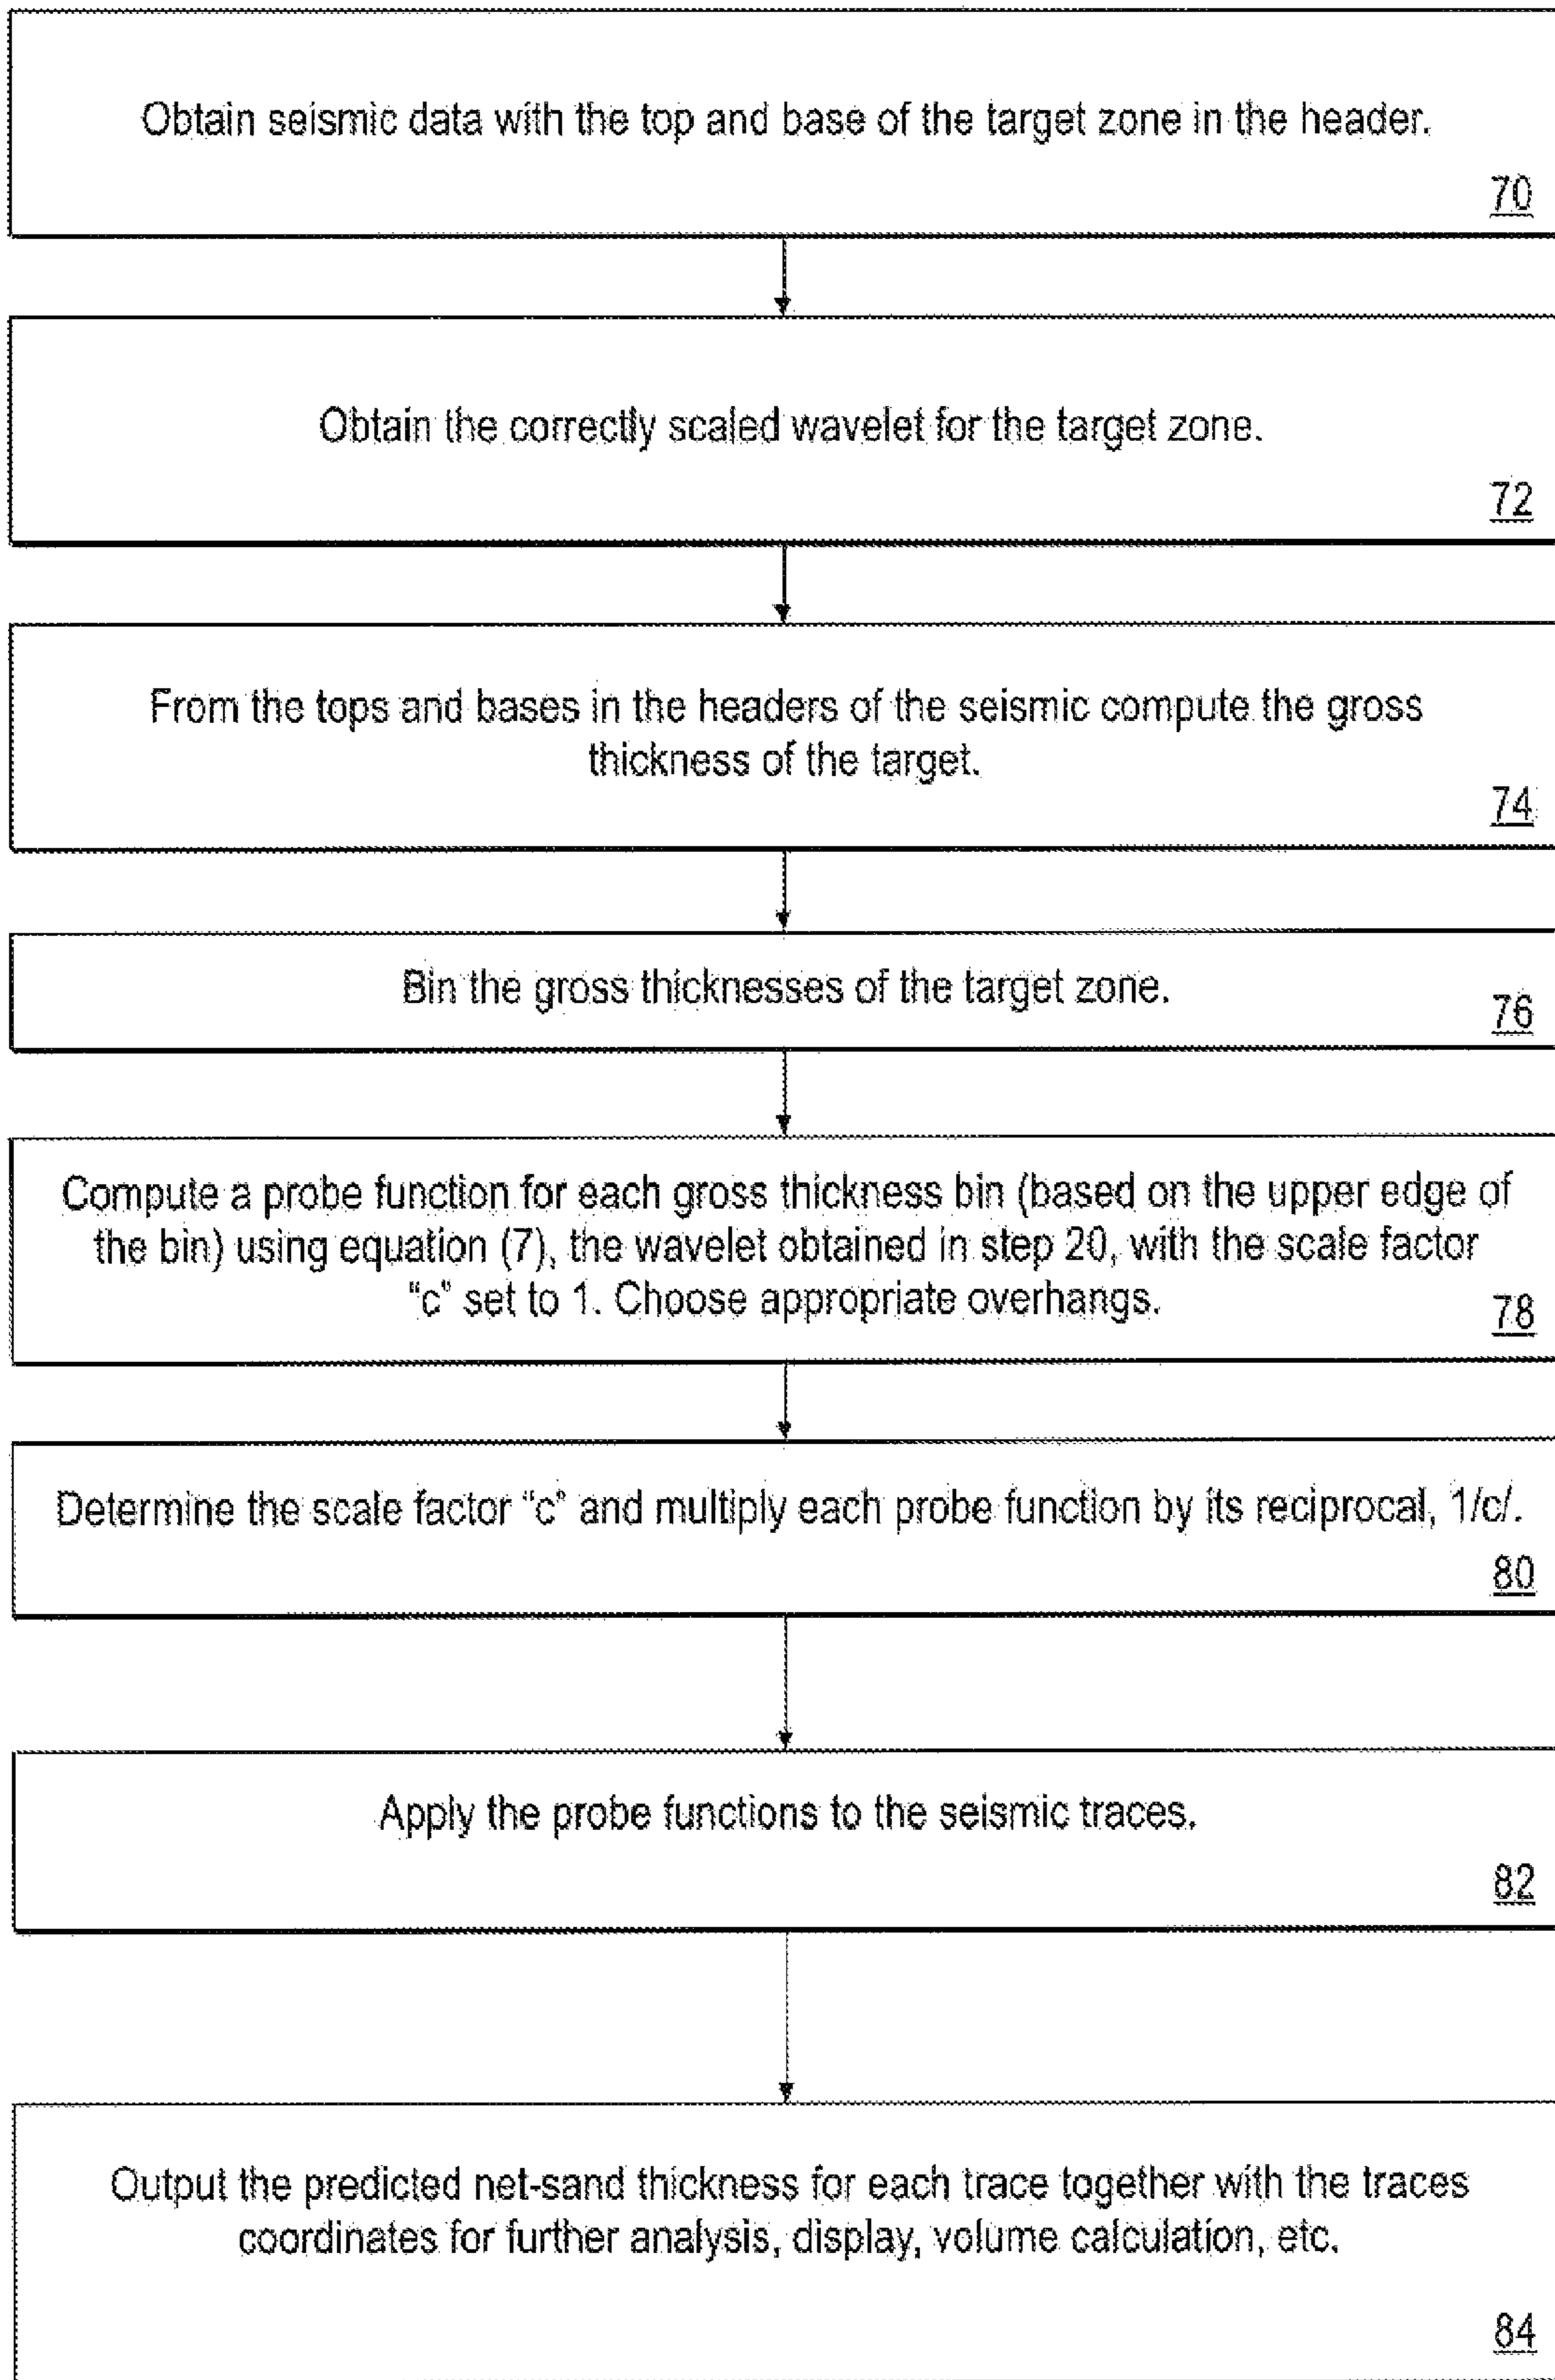 Obtain seismic data with the top and base of the target zone in the header.
70
Obtain the correctly scaled wavelet for the target zone.
72
From the tops and bases in the headers of the seismic compute the gross
thickness of the target.
74
Bin the gross thicknesses of the target zone.
76
Compute a probe function for each gross thickness bin (based on the upper edge of
the bin) using equation (7), the wavelet obtained in step 20, with the scale factor
“c” set to 1. Choose appropriate overhangs.
78
Determine the scale factor “c” and multiply each probe function by its reciprocal, 1/c/.
80
Apply the probe functions to the seismic traces.
82
Output the predicted net-sand thickness for each trace together with the traces
coordinates for further analysis, display, volume calculation, etc.
84